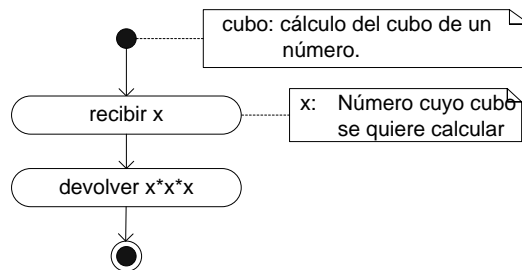 cubo: cálculo del cubo de un
número.
recibir x
x: Número cuyo cubo
se quiere calcular
devolver x*x*x